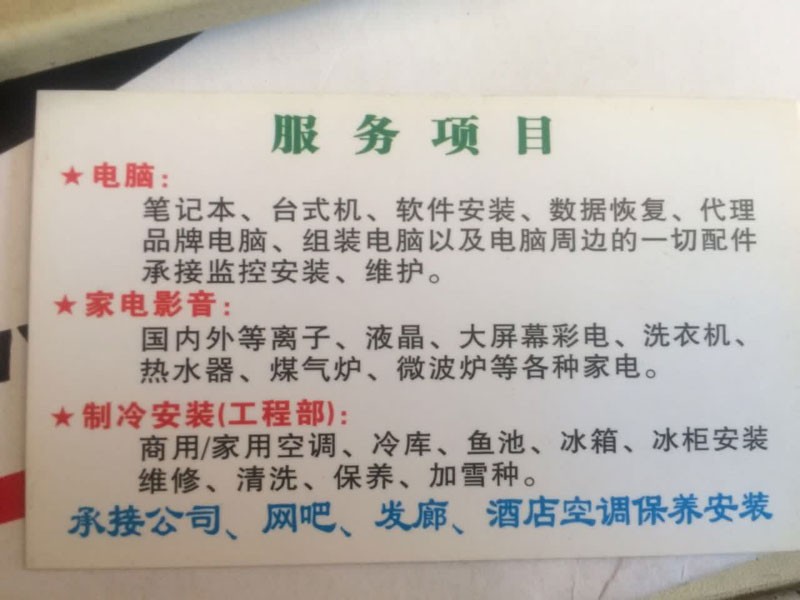 服务项目
★电脑：
笔记本、台式机、软件安装、数据恢复、代理
品牌电脑、组装电脑以及电脑周边的一切配件
承接监控安装、维护。
★家电影音：
国内外等离子、液晶、大屏幕彩电、洗衣机、
热水器、煤气炉、微波炉等各种家电。
★制冷安装(工程部)：
商用/家用空调、冷库、鱼池、冰箱、冰柜安装
维修、清洗、保养、加雪种。
承接公司、网吧、发廊、酒店空调保养安装